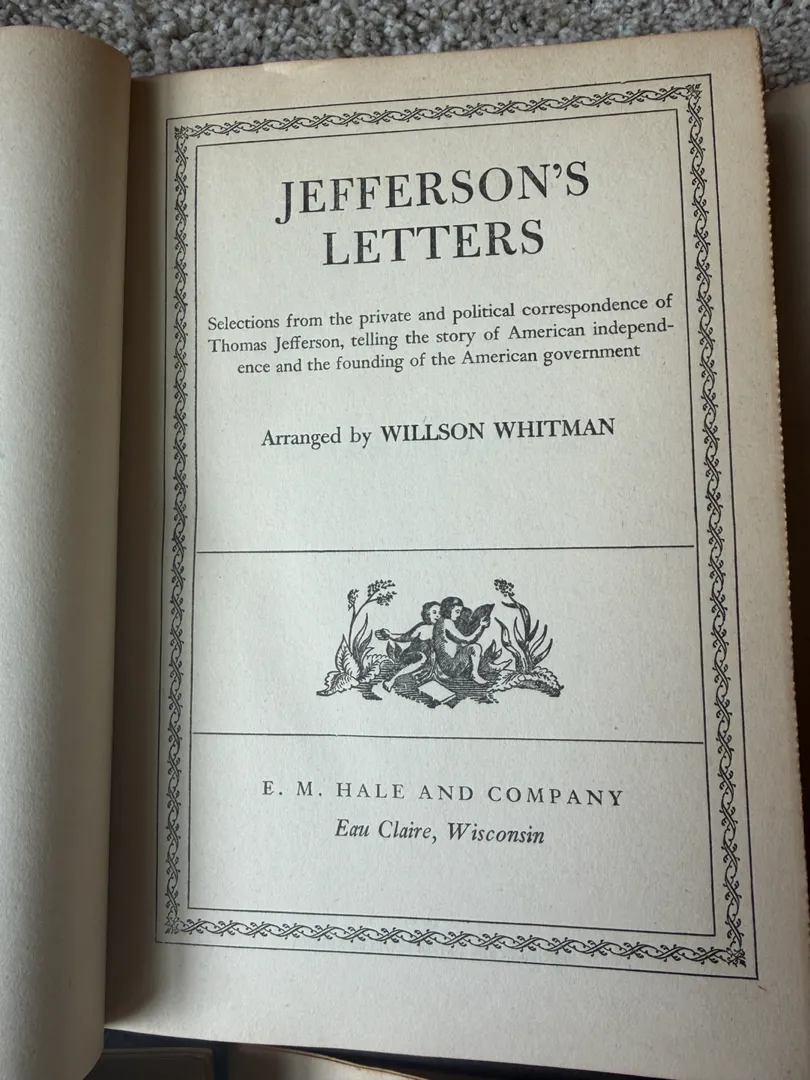 JEFFERSON'S
LETTERS
Selections from the private and political correspondence of
Thomas Jefferson, telling the story of American independ-
ence and the founding of the American government
Arranged by WILLSON WHITMAN
E. M. HALE AND COMPANY
Eau Claire, Wisconsin